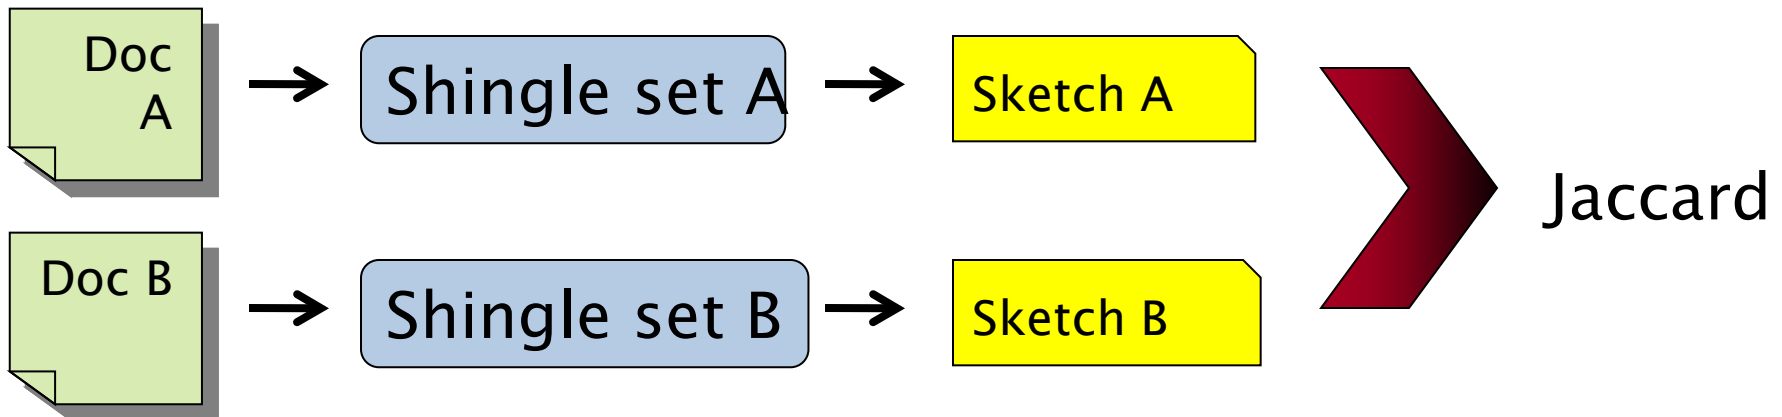 Doc
A
Shingle set A
Sketch A
Jaccard
Doc B
Shingle set B
Sketch B